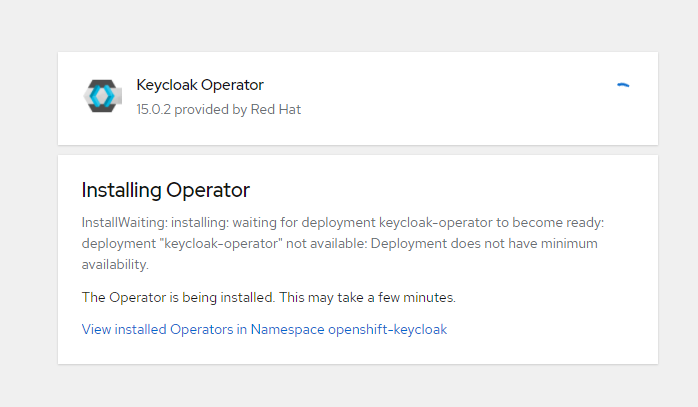 Keycloak Operator
15.0.2 provided by Red Hat
Installing Operator
InstallWaiting: installing: waiting for deployment keycloak-operator to become ready:
deployment "keycloak-operator" not available: Deployment does not have minimum
availability.
The Operator is being installed. This may take a few minutes.
View installed Operators in Namespace openshift-keycloak